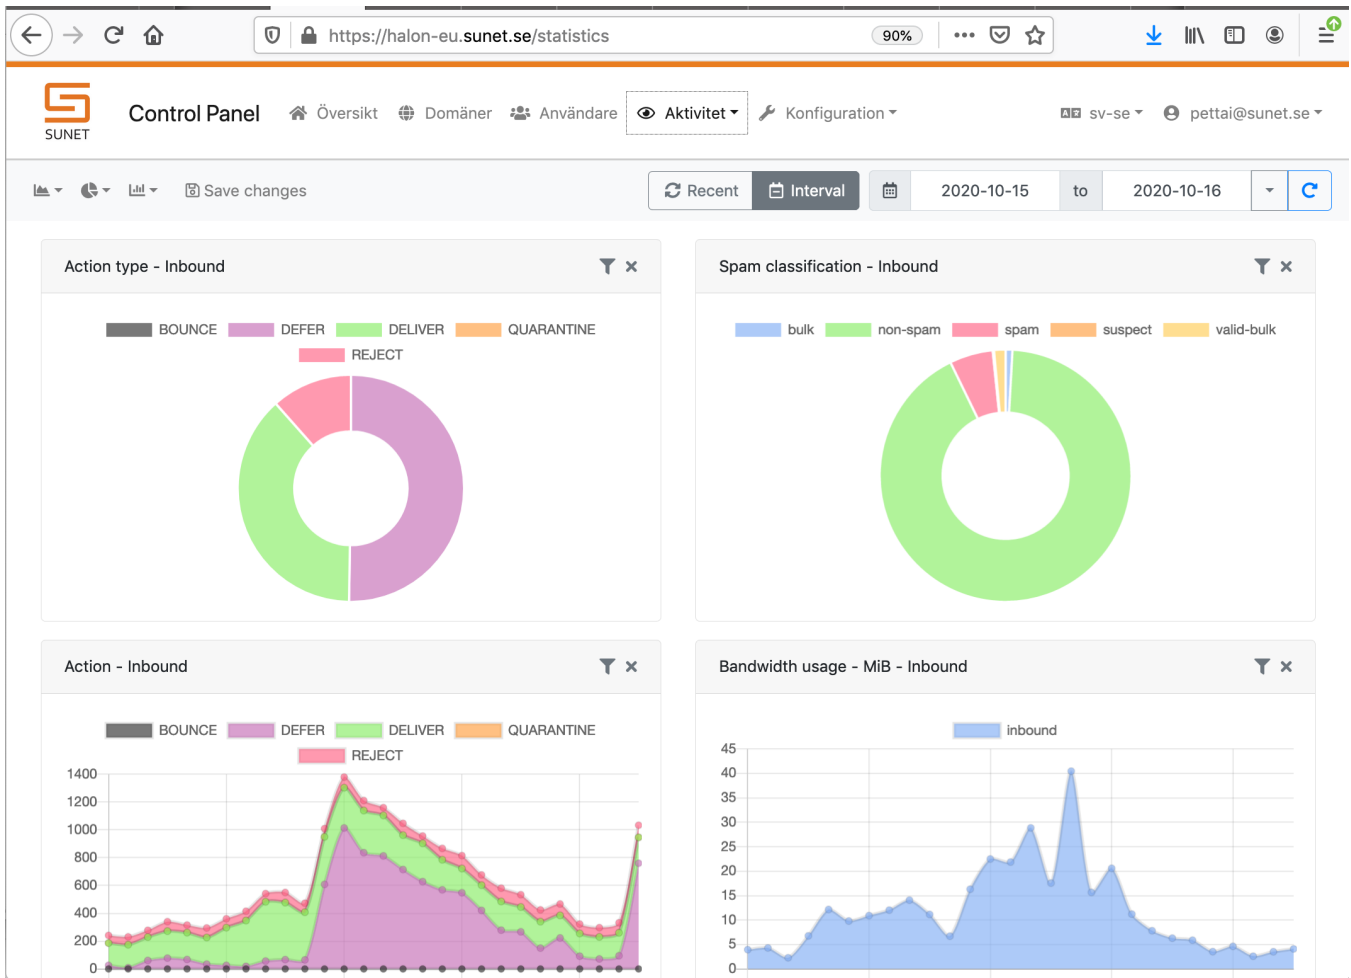 https://halon-eu.sunet.se/statistics
90%
SUNET
Control Panel
Översikt
Domäner
Användare
Aktivitet
Konfiguration
sv-se
pettai@sunet.se
Save changes
Recent
Interval
2020-10-15
to
2020-10-16
Action type - Inbound
BOUNCE DEFER DELIVER QUARANTINE
REJECT
Spam classification - Inbound
bulk non-spam spam suspect valid-bulk
Action - Inbound
BOUNCE DEFER DELIVER QUARANTINE
REJECT
1400
1200
1000
800
600
400
200
0
Bandwidth usage - MiB - Inbound
inbound
45
40
35
30
25
20
15
10
5
0